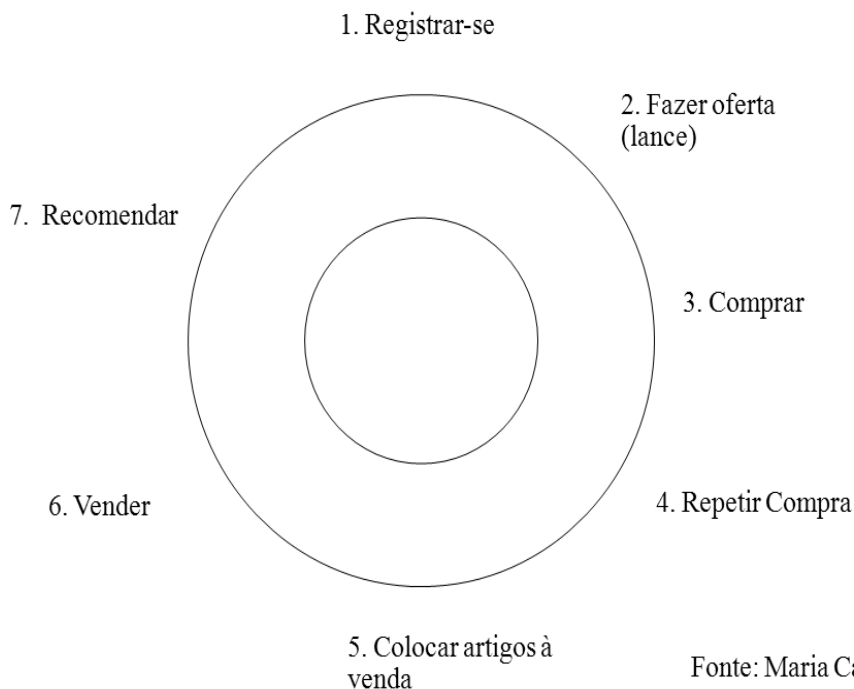 1. Registrar-se
2. Fazer oferta
(lance)
3. Comprar
4. Repetir Compra
5. Colocar artigos à
venda
6. Vender
7. Recomendar
Fonte: Maria